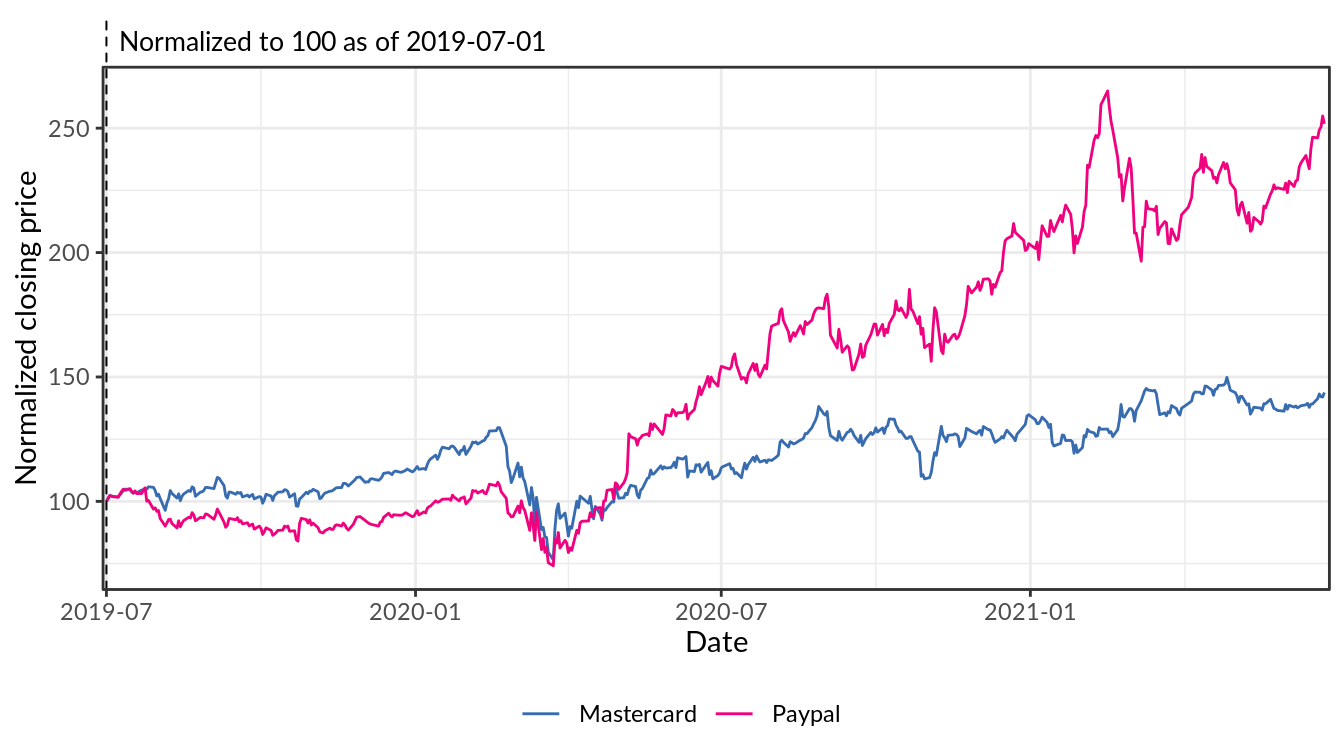 Normalized to 100 as of 2019-07-01
250
200
150
100
Normalized closing price
2019-07 2020-01 2020-07 2021-01
Date
Mastercard Paypal